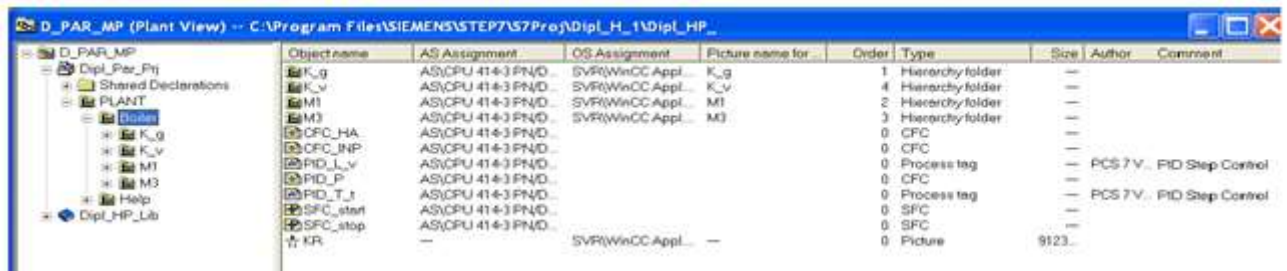 D_PAR_MP (Plant View) -- C:\Program Files\SIEMENS\STEP7\S7Proj\Dipl_H_1\Dipl_HP_
D_PAR_MP
Dipl_Par_Prj
Shared Declarations
PLANT
Boiler
K_g
K_v
M1
M3
Help
Dipl_HP_Lib
Object name AS Assignment OS Assignment Picture name for ... Order Type Size Author Comment
K_g AS\CPU 414-3 PN/D... SVR\WinCC Appl... K_g 1 Hierarchy folder ---
K_v AS\CPU 414-3 PN/D... SVR\WinCC Appl... K_v 4 Hierarchy folder ---
M1 AS\CPU 414-3 PN/D... SVR\WinCC Appl... M1 2 Hierarchy folder ---
M3 AS\CPU 414-3 PN/D... SVR\WinCC Appl... M3 3 Hierarchy folder ---
CFC_HA AS\CPU 414-3 PN/D... 0 CFC ---
CFC_INP AS\CPU 414-3 PN/D... 0 CFC ---
PID_L_v AS\CPU 414-3 PN/D... 0 Process tag --- PCS 7 V... PID Step Control
PID_P AS\CPU 414-3 PN/D... 0 CFC ---
PID_T_t AS\CPU 414-3 PN/D... 0 Process tag --- PCS 7 V... PID Step Control
SFC_start AS\CPU 414-3 PN/D... 0 SFC ---
SFC_stop AS\CPU 414-3 PN/D... 0 SFC ---
KR --- SVR\WinCC Appl... --- 0 Picture 9123...